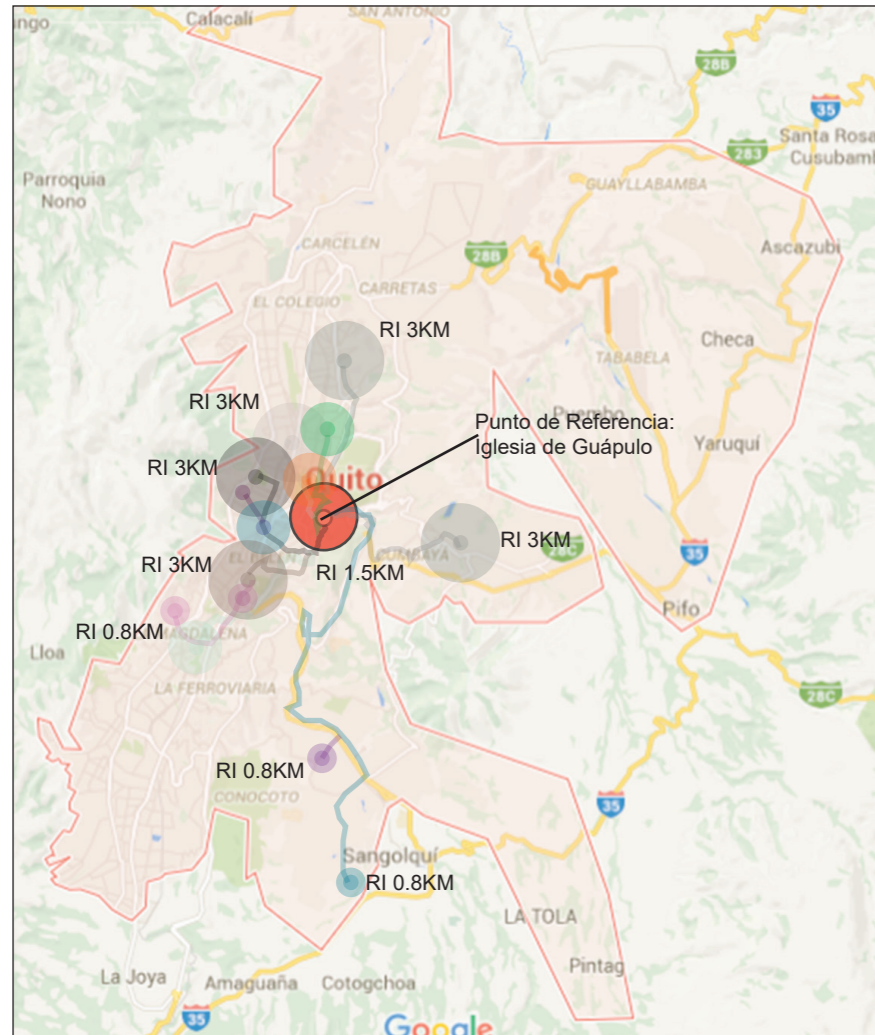 SAN ANTONIO
ango
Calacalí
28B
35
Santa Rosa
Cusubamb
283
Parroquia
Nono
GUAYLLABAMBA
CARCELÉN
28B
Ascazubi
CARRETAS
EL COLEGIO
RI 3KM
Checa
TABABELA
RI 3KM
Puembo
Punto de Referencia:
Iglesia de Guápulo
Yaruquí
RI 3KM
Quito
RI 3KM
28C
35
CUMBAYÁ
RI 3KM
RI 1.5KM
Pifo
RI 0.8KM
MAGDALENA
Lloa
28C
LA FERROVIARIA
RI 0.8KM
CONOCOTO
35
Sangolquí
RI 0.8KM
LA TOLA
La Joya
Pintag
Amaguaña
Cotogchoa
35
Google